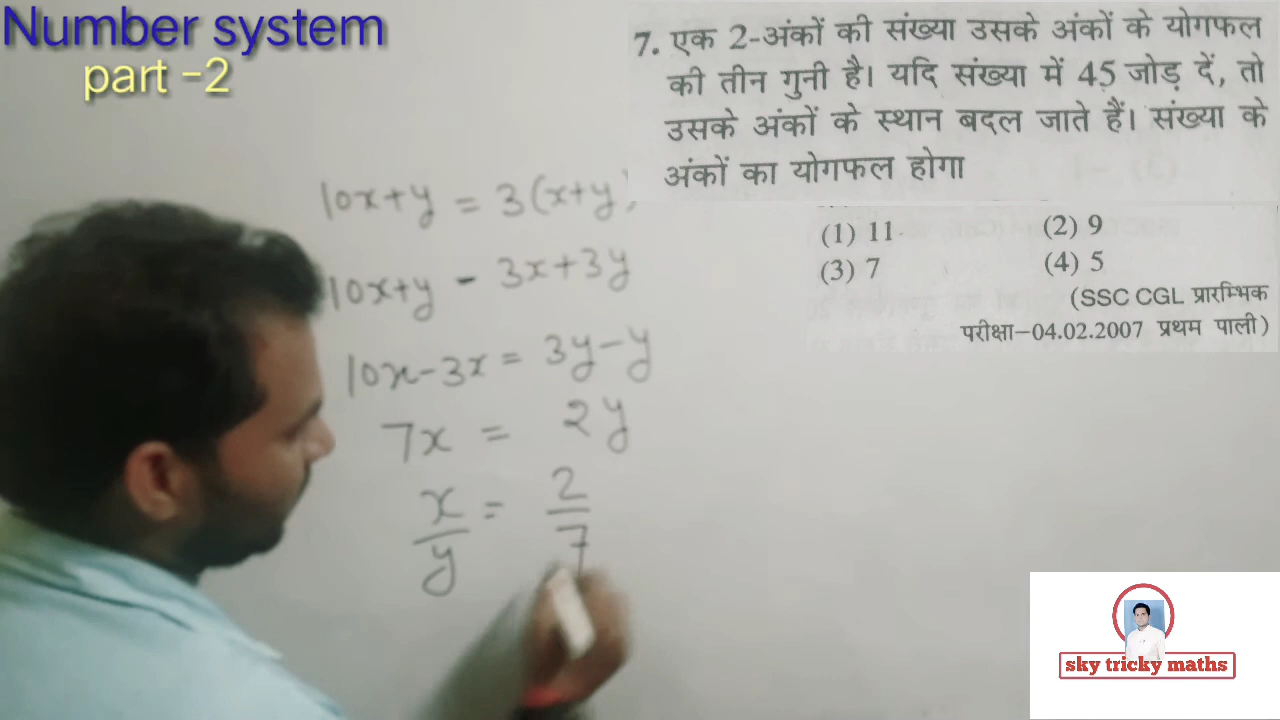 Number system
part -2
7. एक 2-अंकों की संख्या उसके अंकों के योगफल
की तीन गुनी है। यदि संख्या में 45 जोड़ दें, तो
उसके अंकों के स्थान बदल जाते हैं। संख्या के
अंकों का योगफल होगा
(1) 11 (2) 9
(3) 7 (4) 5
(SSC CGL प्रारम्भिक
परीक्षा-04.02.2007 प्रथम पाली)
10x+y = 3(x+y)
10x+y - 3x+3y
10x-3x = 3y-y
7x = 2y
x/y = 2/7
sky tricky maths